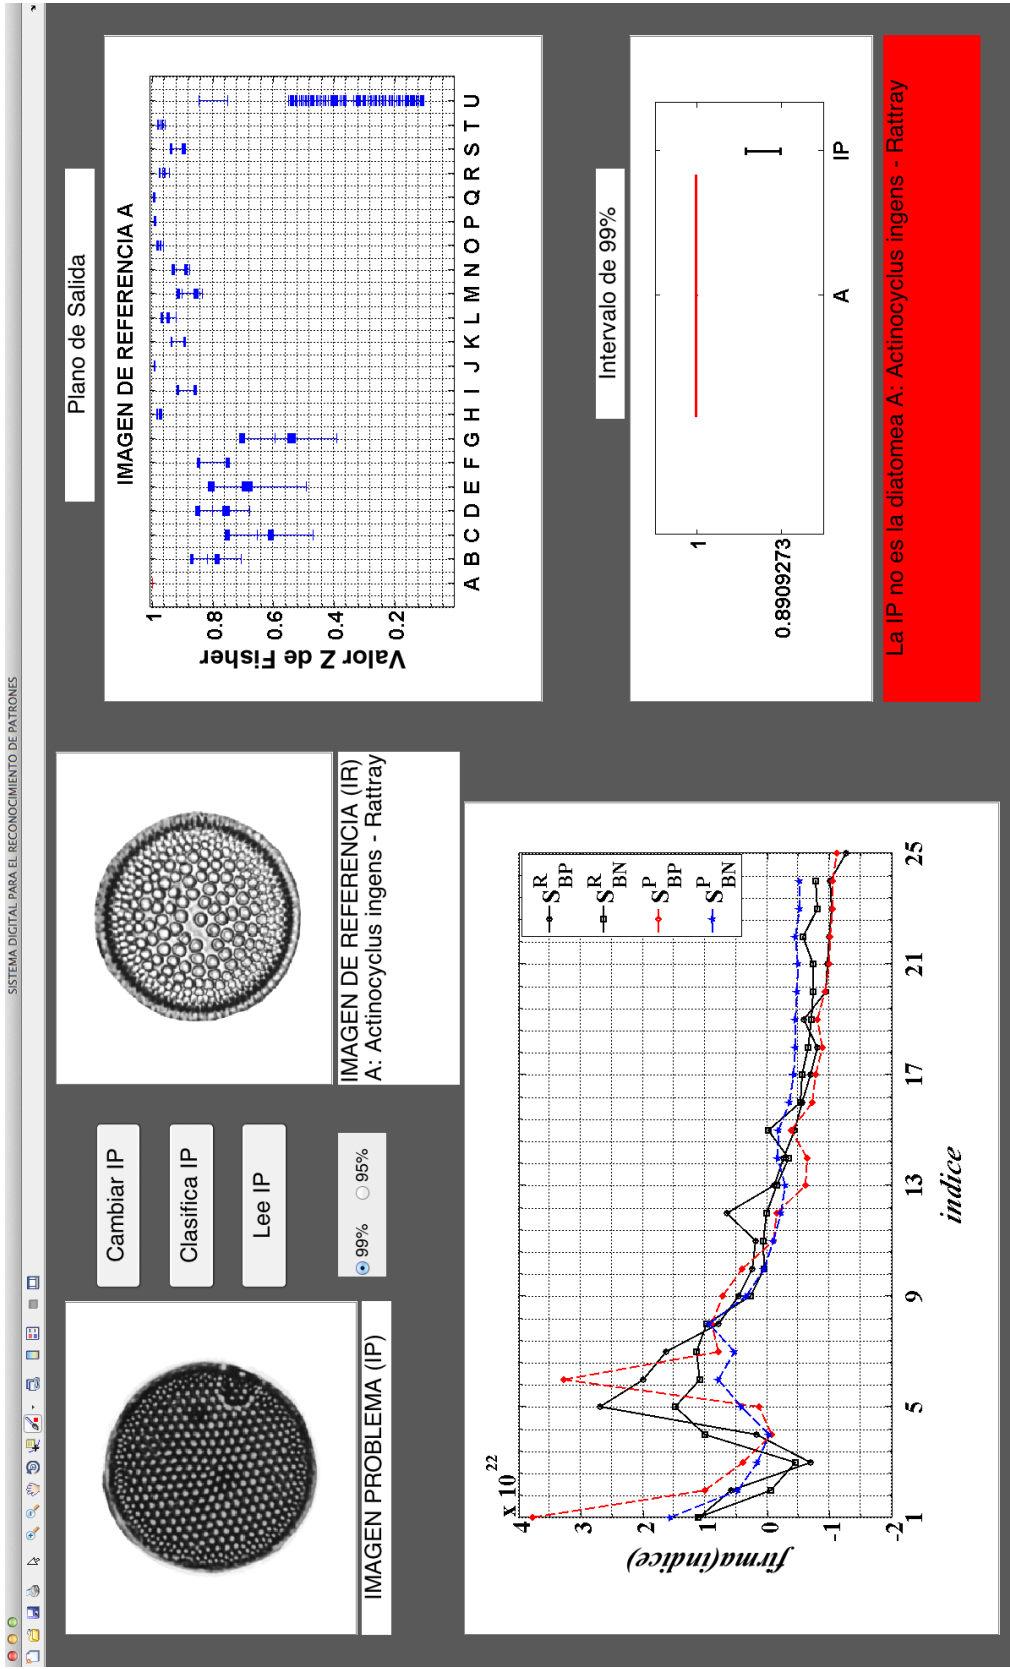 SISTEMA DIGITAL PARA EL RECONOCIMIENTO DE PATRONES
IMAGEN PROBLEMA (IP)
Cambiar IP
Clasifica IP
Lee IP
99%
95%
IMAGEN DE REFERENCIA (IR)
A: Actinocyclus ingens - Rattray
Plano de Salida
IMAGEN DE REFERENCIA A
Valor Z de Fisher
1
0.8
0.6
0.4
0.2
A B C D E F G H I J K L M N O P Q R S T U
x 10^22
firma(indice)
4
3
2
1
0
-1
-2
1 5 9 13 17 21 25
indice
S^R_BP
S^R_BN
S^P_BP
S^P_BN
Intervalo de 99%
1
0.8909273
A IP
La IP no es la diatomea A: Actinocyclus ingens - Rattray